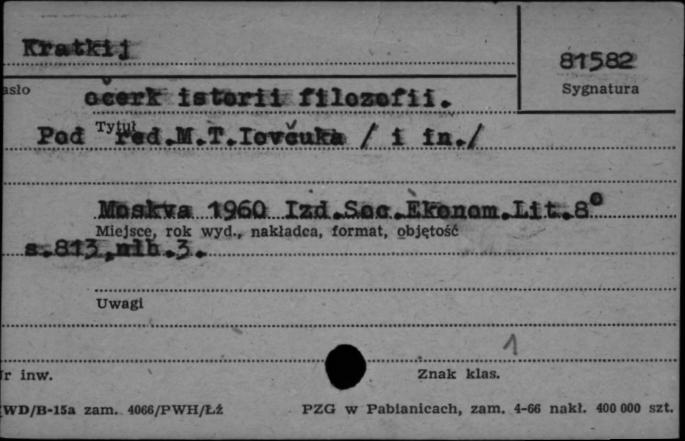 Kratkij
81582
asło
Sygnatura
očerk istorii filozofii.
Tytuł
Pod red.M.T.Iovčuka / i in./
Moskva 1960 Izd.Soc.Ekonom.Lit.8°
Miejsce, rok wyd., nakładca, format, objętość
s.813,nlb.3.
Uwagi
1
r inw.
Znak klas.
WD/B-15a zam. 4066/PWH/Łź
PZG w Pabianicach, zam. 4-66 nakł. 400 000 szt.